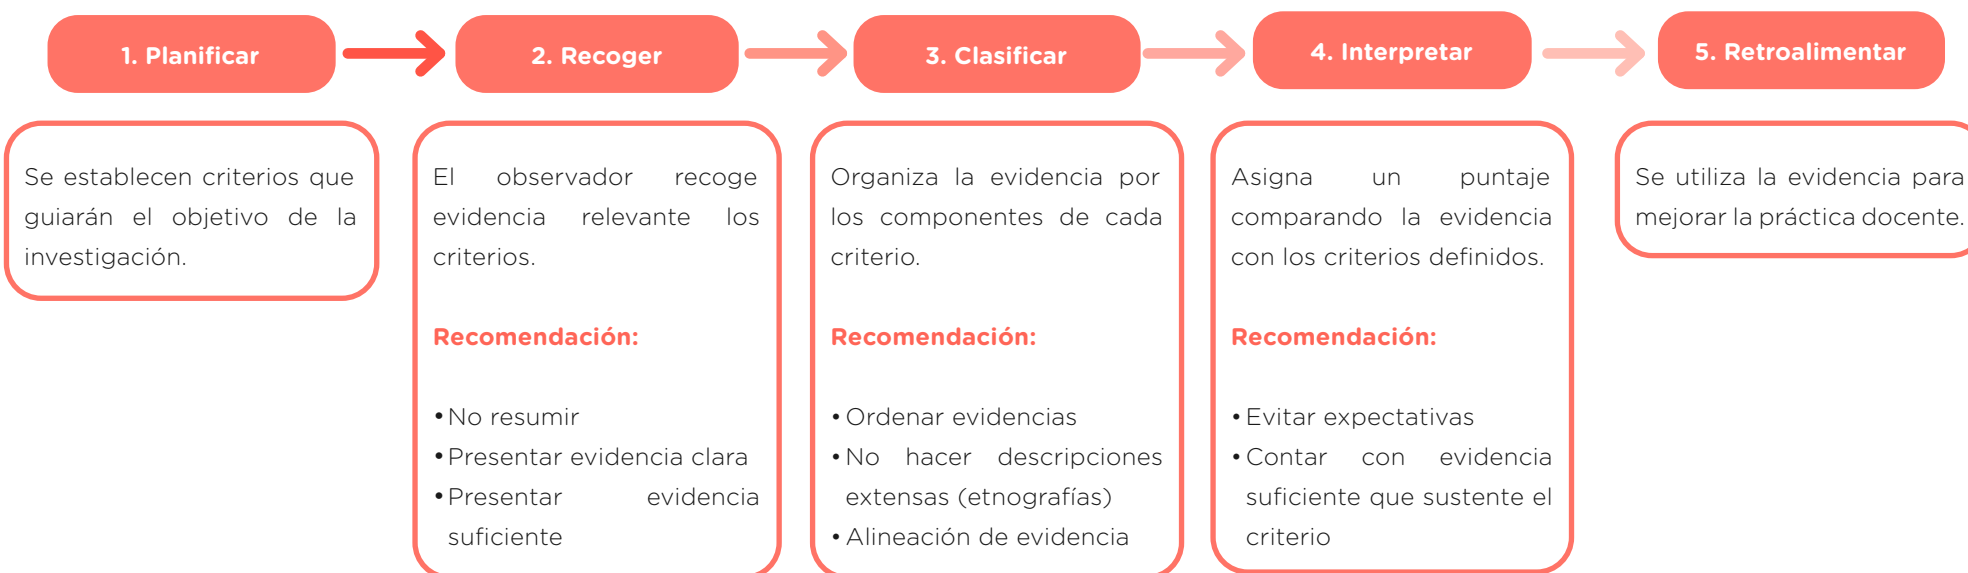 1. Planificar
2. Recoger
3. Clasificar
4. Interpretar
5. Retroalimentar
Se establecen criterios que
guiarán el objetivo de la
investigación.
El observador recoge
evidencia relevante los
criterios.
Recomendación:
•No resumir
•Presentar evidencia clara
•Presentar evidencia
suficiente
Organiza la evidencia por
los componentes de cada
criterio.
Recomendación:
•Ordenar evidencias
•No hacer descripciones
extensas (etnografías)
•Alineación de evidencia
Asigna un puntaje
comparando la evidencia
con los criterios definidos.
Recomendación:
•Evitar expectativas
•Contar con evidencia
suficiente que sustente el
criterio
Se utiliza la evidencia para
mejorar la práctica docente.